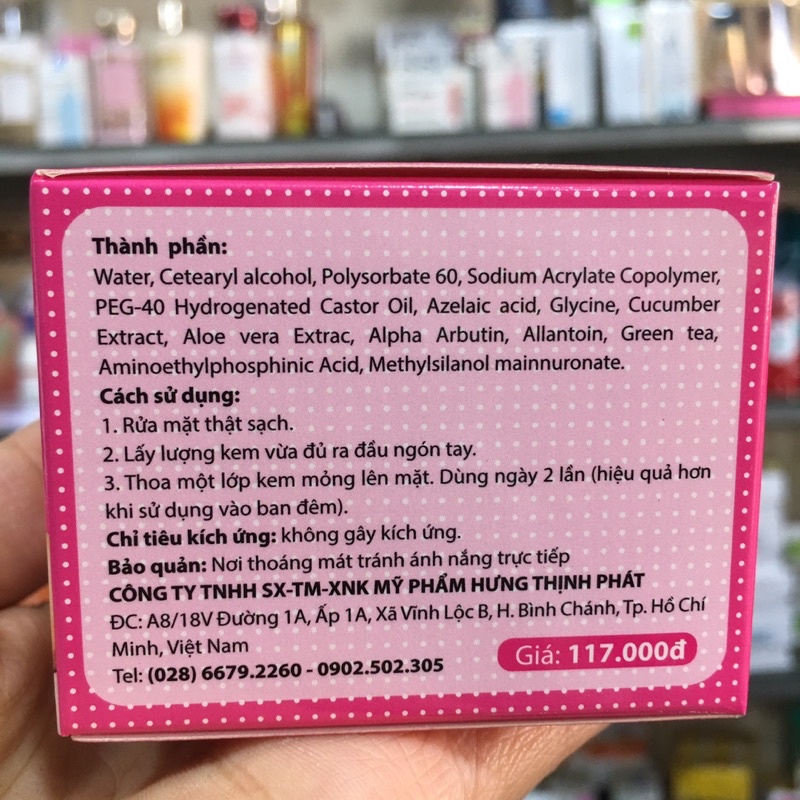 Thành phần:
Water, Cetearyl alcohol, Polysorbate 60, Sodium Acrylate Copolymer,
PEG-40 Hydrogenated Castor Oil, Azelaic acid, Glycine, Cucumber
Extract, Aloe vera Extrac, Alpha Arbutin, Allantoin, Green tea,
Aminoethylphosphinic Acid, Methylsilanol mainnuronate.
Cách sử dụng:
1. Rửa mặt thật sạch.
2. Lấy lượng kem vừa đủ ra đầu ngón tay.
3. Thoa một lớp kem mỏng lên mặt. Dùng ngày 2 lần (hiệu quả hơn
khi sử dụng vào ban đêm).
Chỉ tiêu kích ứng: không gây kích ứng.
Bảo quản: Nơi thoáng mát tránh ánh nắng trực tiếp
CÔNG TY TNHH SX-TM-XNK MỸ PHẨM HƯNG THỊNH PHÁT
ĐC: A8/18V Đường 1A, Ấp 1A, Xã Vĩnh Lộc B, H. Bình Chánh, Tp. Hồ Chí
Minh, Việt Nam
Giá: 117.000đ
Tel: (028) 6679.2260 - 0902.502.305